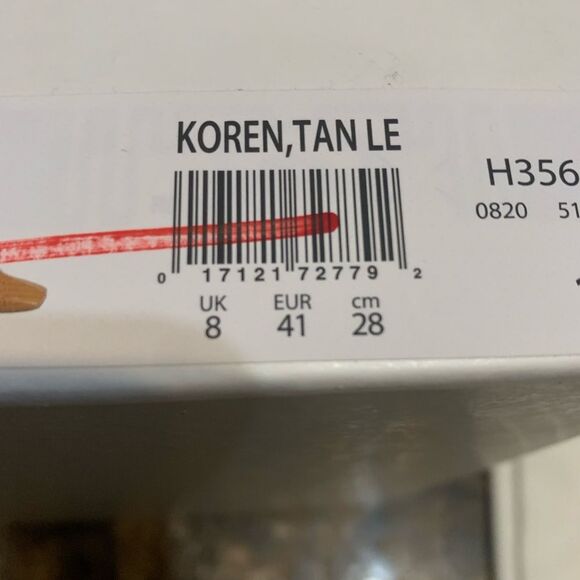 KOREN,TAN LE
H356
0820 51
0 17121 72779 2
UK EUR cm
8 41 28